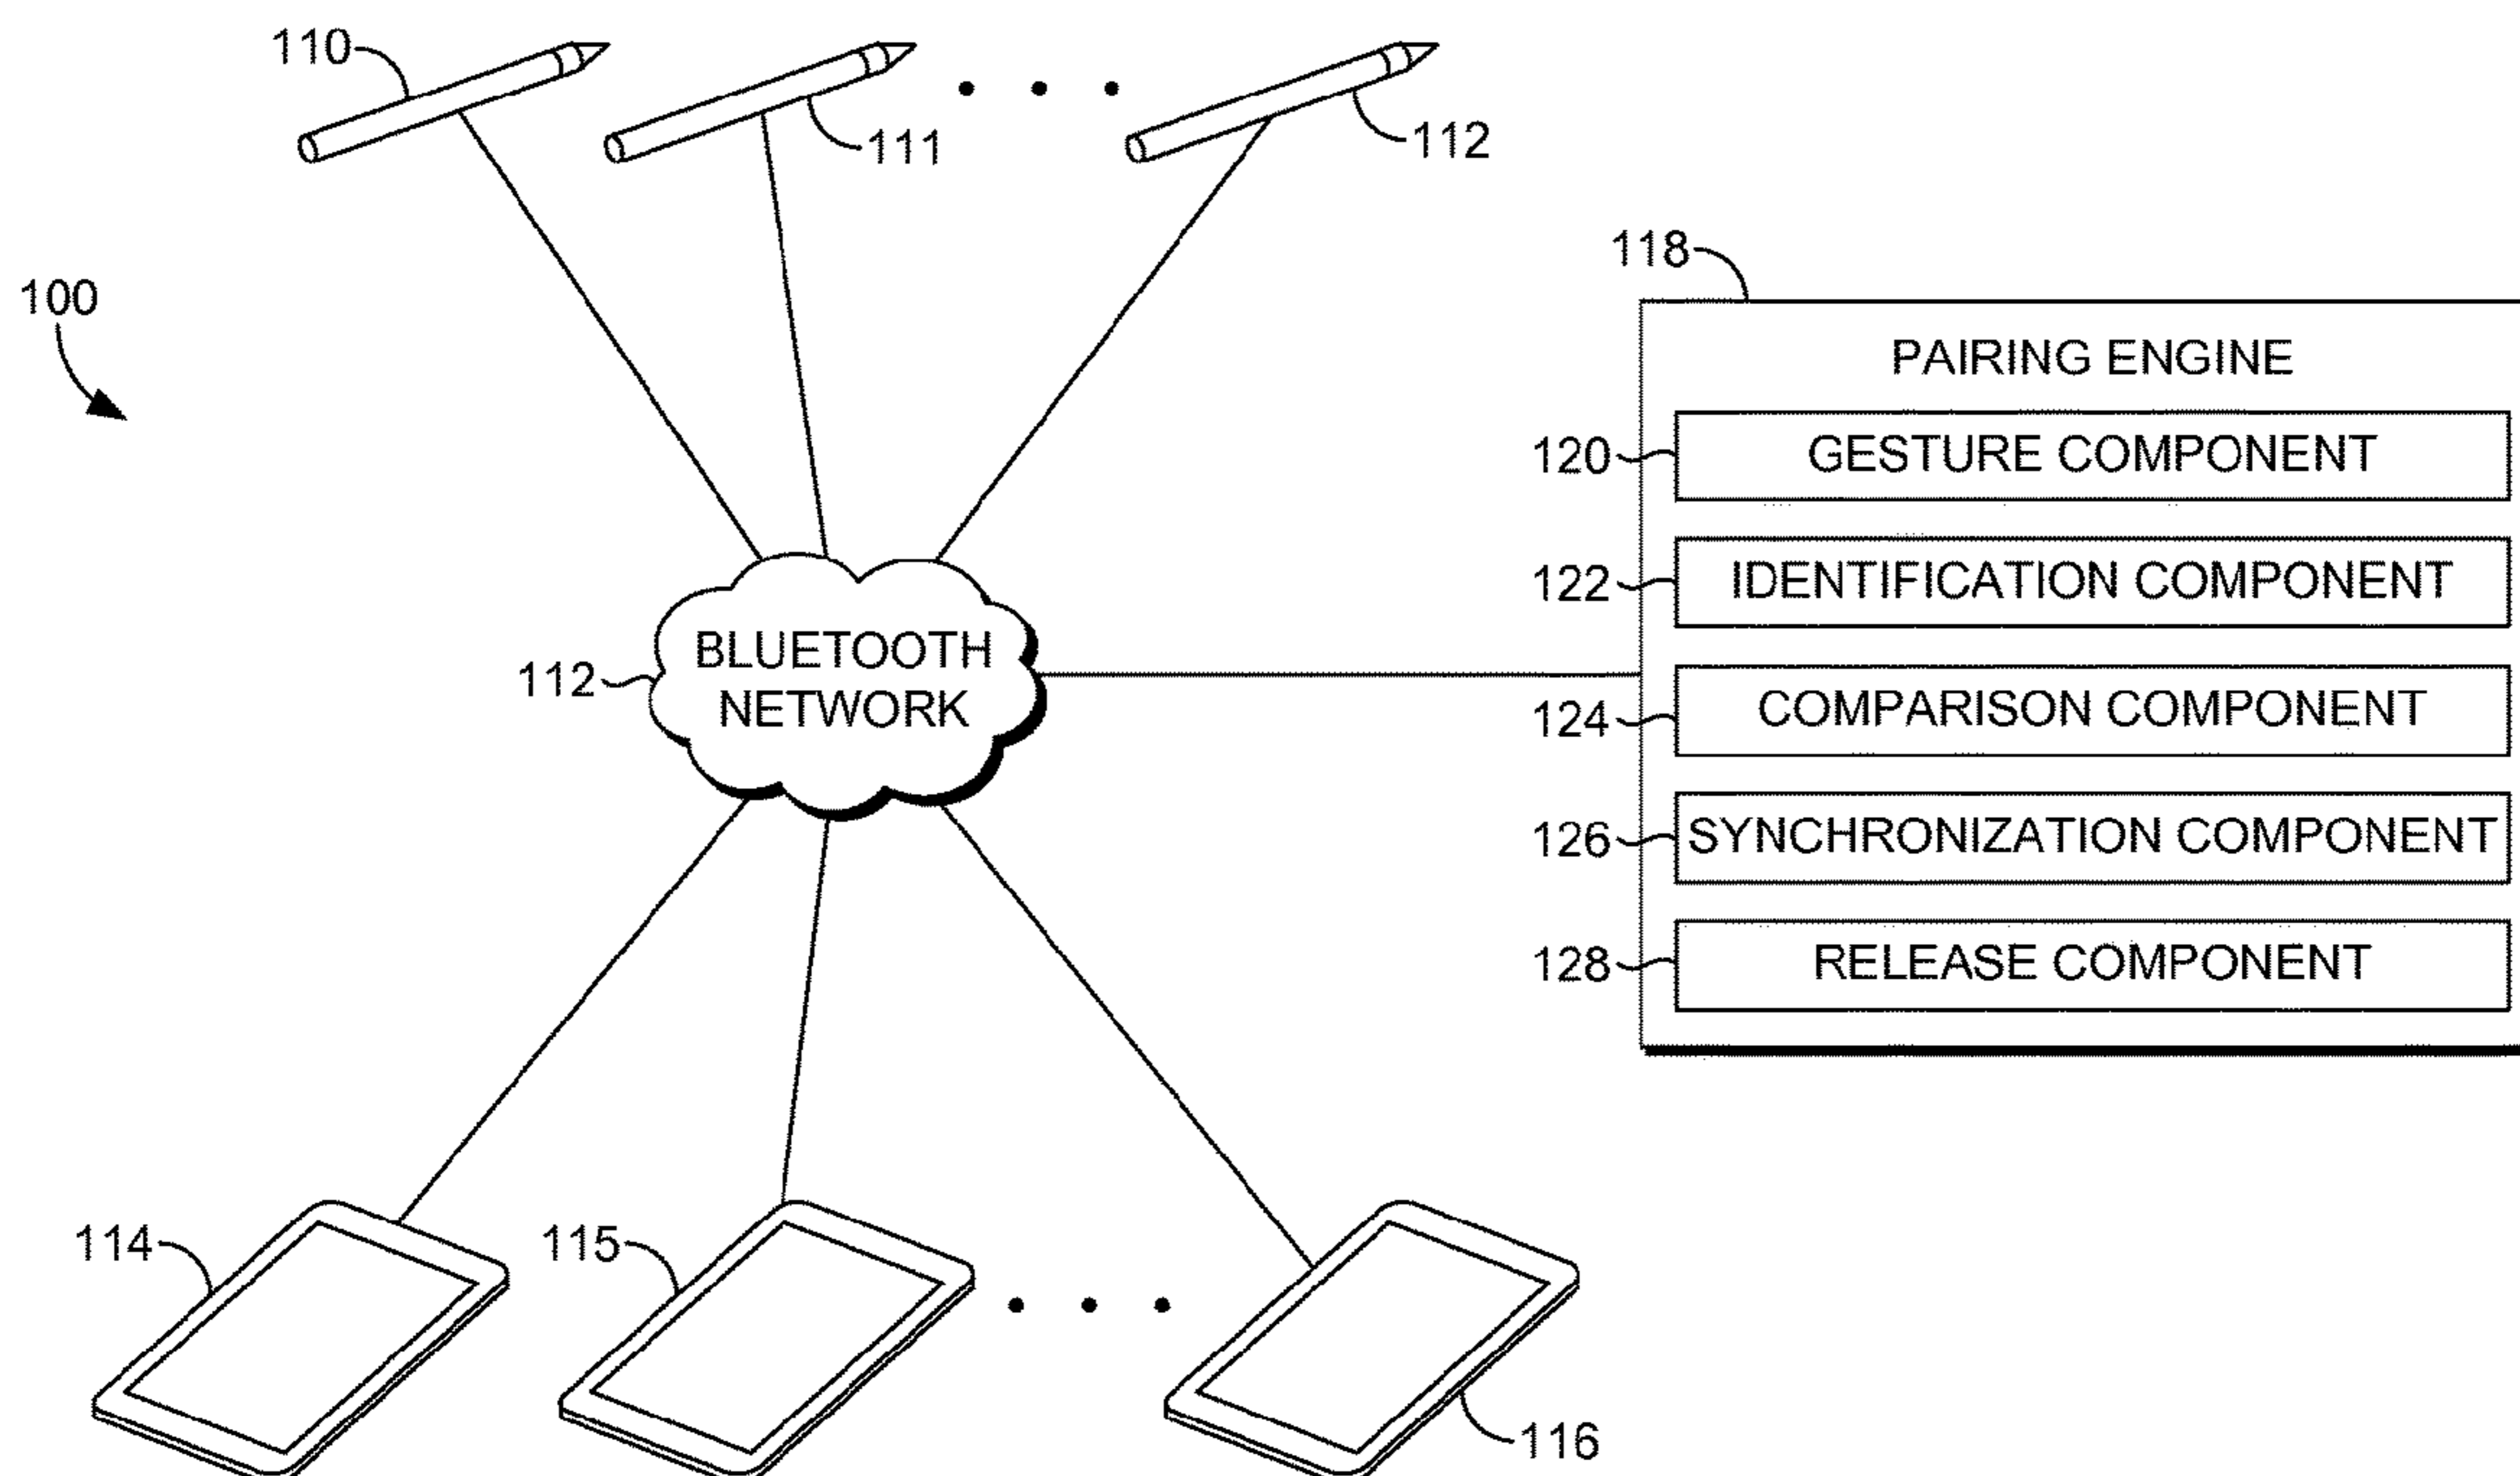 110
111
112
100
118
PAIRING ENGINE
120 GESTURE COMPONENT
122 IDENTIFICATION COMPONENT
112 BLUETOOTH
NETWORK
124 COMPARISON COMPONENT
126 SYNCHRONIZATION COMPONENT
128 RELEASE COMPONENT
114
115
116